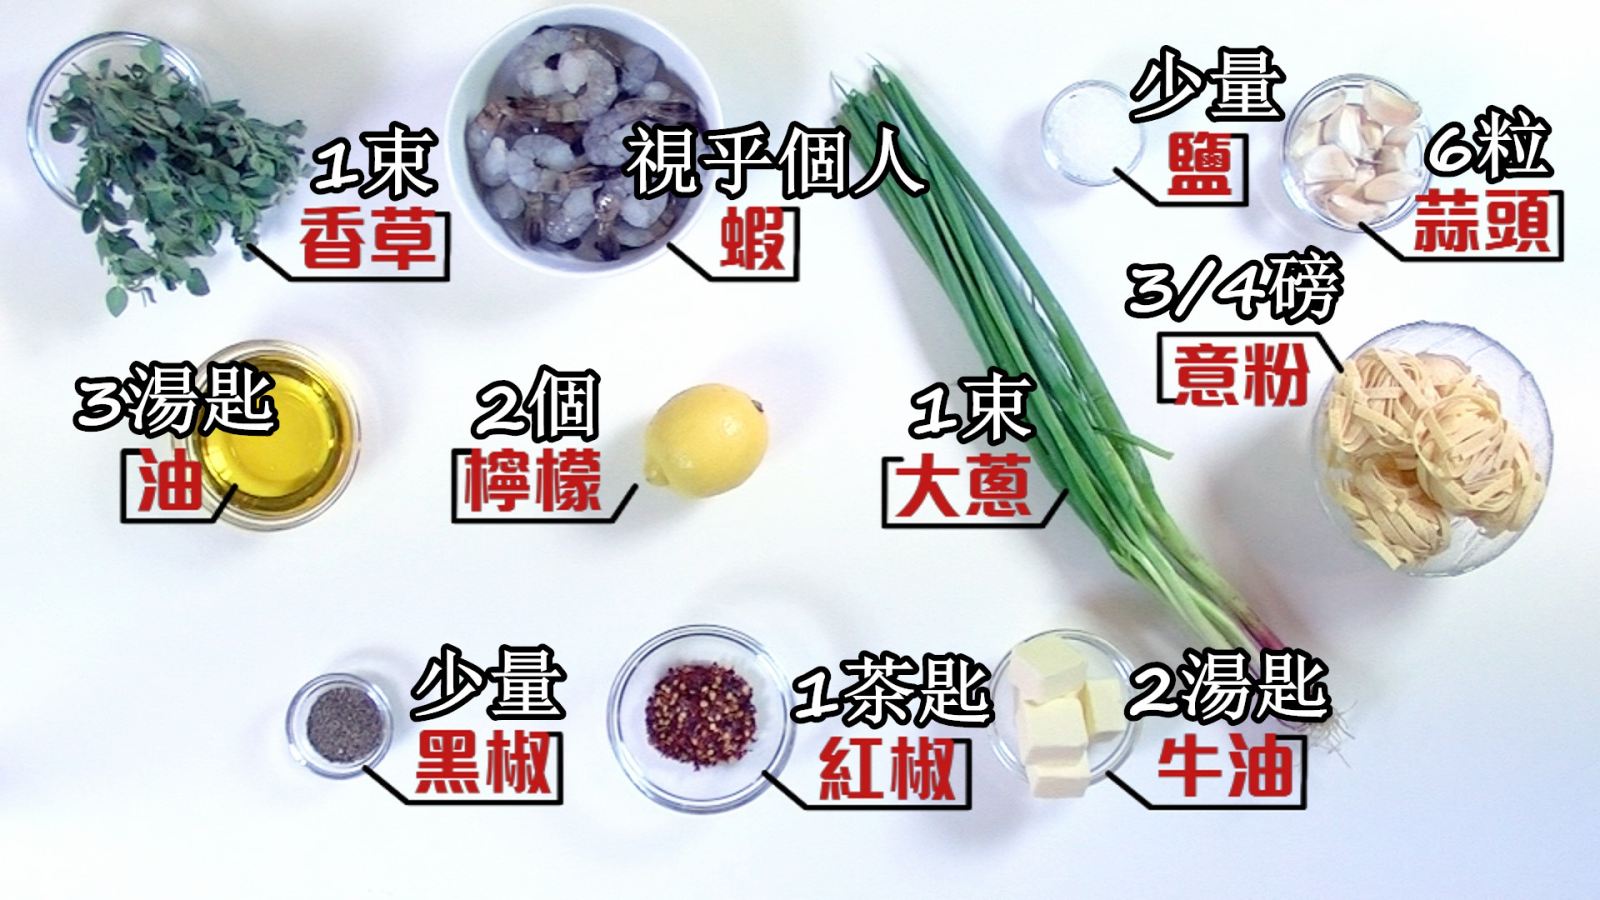 1束
香草
視乎個人
蝦
少量
鹽
6粒
蒜頭
3/4磅
意粉
3湯匙
油
2個
檸檬
1束
大蔥
少量
黑椒
1茶匙
紅椒
2湯匙
牛油